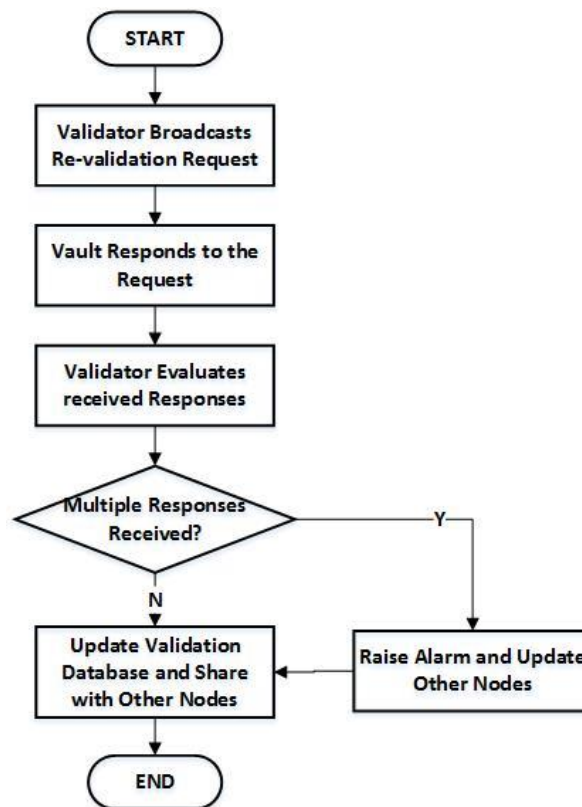 START
Validator Broadcasts
Re-validation Request
Vault Responds to the
Request
Validator Evaluates
received Responses
Multiple Responses
Received?
Y
N
Update Validation
Database and Share
with Other Nodes
Raise Alarm and Update
Other Nodes
END